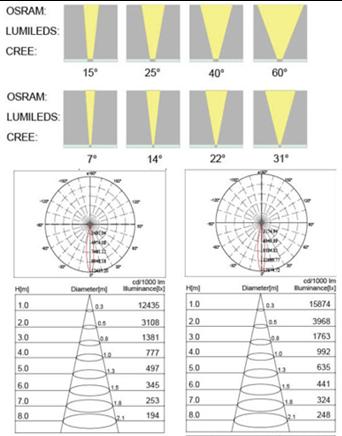 OSRAM:
LUMILEDS:
CREE:
15° 25° 40° 60°
OSRAM:
LUMILEDS:
CREE:
7° 14° 22° 31°
cd/1000 lm
H[m] Diameter[m] Illuminance[lx]
1.0 0.3 12435
2.0 0.5 3108
3.0 0.8 1381
4.0 1.0 777
5.0 1.3 497
6.0 1.5 345
7.0 1.8 253
8.0 2.1 194
cd/1000 lm
H[m] Diameter[m] Illuminance[lx]
1.0 0.3 15874
2.0 0.5 3968
3.0 0.8 1763
4.0 1.0 992
5.0 1.3 635
6.0 1.5 441
7.0 1.8 324
8.0 2.1 248